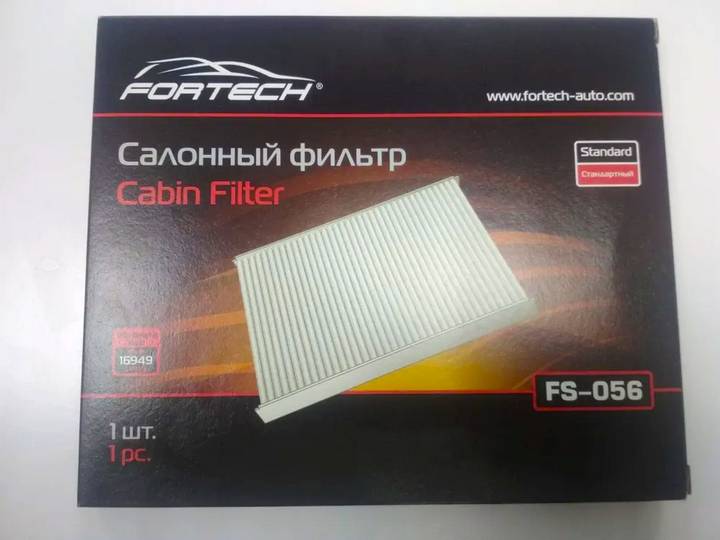 FORTECH®
www.fortech-auto.com
Салонный фильтр
Cabin Filter
Standard
Стандартный
16949
FS-056
1 шт.
1 pc.